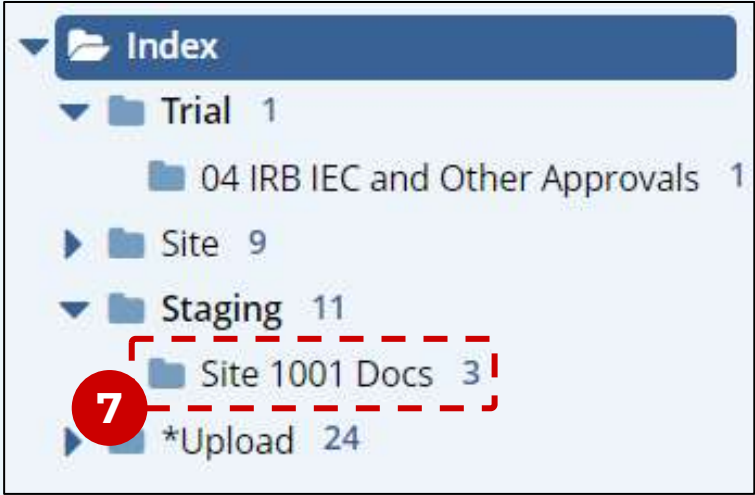 Index
Trial 1
04 IRB IEC and Other Approvals 1
Site 9
Staging 11
Site 1001 Docs 3
7
*Upload 24